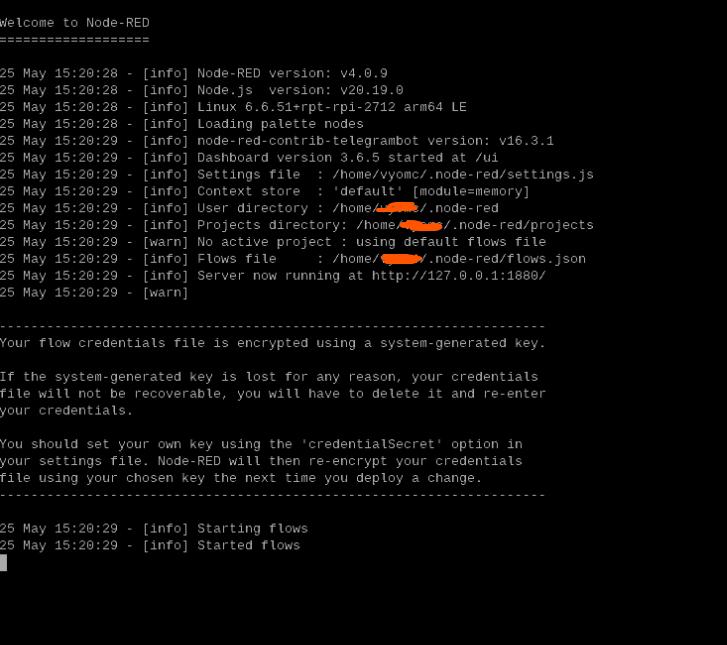 Welcome to Node-RED
===================
25 May 15:20:28 - [info] Node-RED version: v4.0.9
25 May 15:20:28 - [info] Node.js  version: v20.19.0
25 May 15:20:28 - [info] Linux 6.6.51+rpt-rpi-2712 arm64 LE
25 May 15:20:28 - [info] Loading palette nodes
25 May 15:20:29 - [info] node-red-contrib-telegrambot version: v16.3.1
25 May 15:20:29 - [info] Dashboard version 3.6.5 started at /ui
25 May 15:20:29 - [info] Settings file  : /home/vyomc/.node-red/settings.js
25 May 15:20:29 - [info] Context store  : 'default' [module=memory]
25 May 15:20:29 - [info] User directory : /home/ /.node-red
25 May 15:20:29 - [info] Projects directory: /home/ /.node-red/projects
25 May 15:20:29 - [warn] No active project : using default flows file
25 May 15:20:29 - [info] Flows file     : /home/ /.node-red/flows.json
25 May 15:20:29 - [info] Server now running at http://127.0.0.1:1880/
25 May 15:20:29 - [warn]
---------------------------------------------------------------------
Your flow credentials file is encrypted using a system-generated key.
If the system-generated key is lost for any reason, your credentials
file will not be recoverable, you will have to delete it and re-enter
your credentials.
You should set your own key using the 'credentialSecret' option in
your settings file. Node-RED will then re-encrypt your credentials
file using your chosen key the next time you deploy a change.
---------------------------------------------------------------------
25 May 15:20:29 - [info] Starting flows
25 May 15:20:29 - [info] Started flows